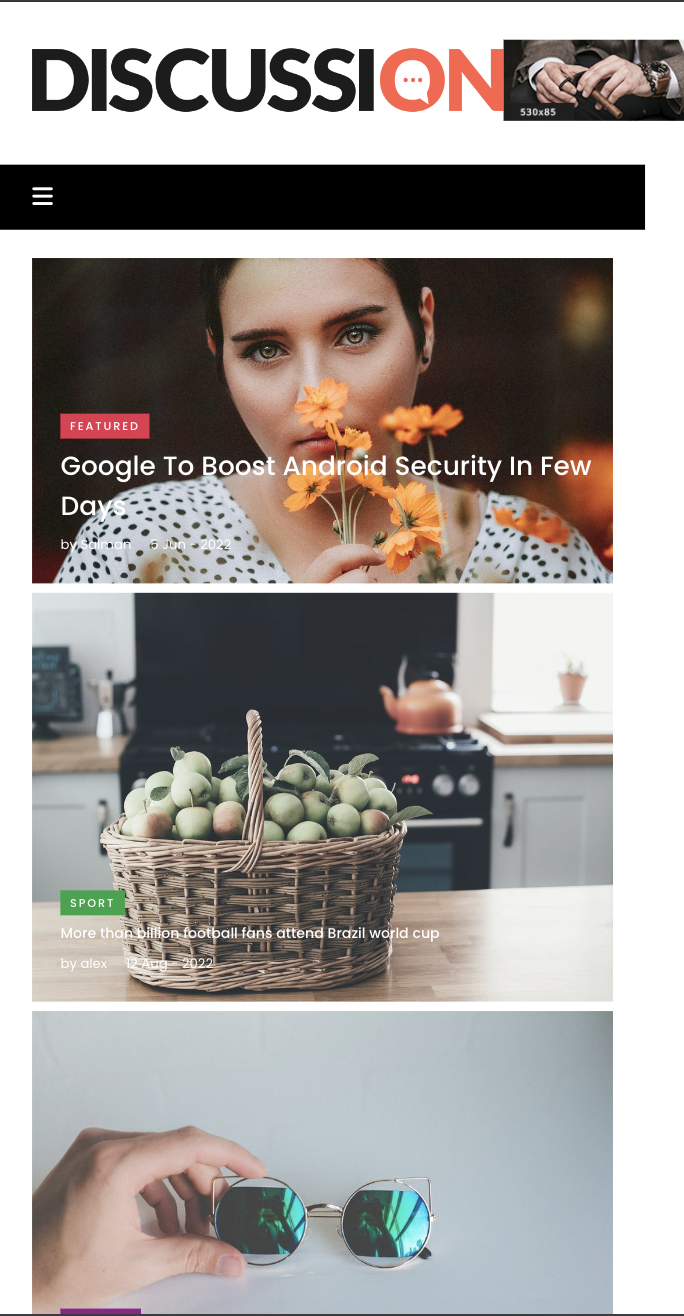 DISCUSSION
530x85
FEATURED
Google To Boost Android Security In Few
Days
by Salman 5 Jun - 2022
SPORT
More than billion football fans attend Brazil world cup
by alex 12 Aug - 2022